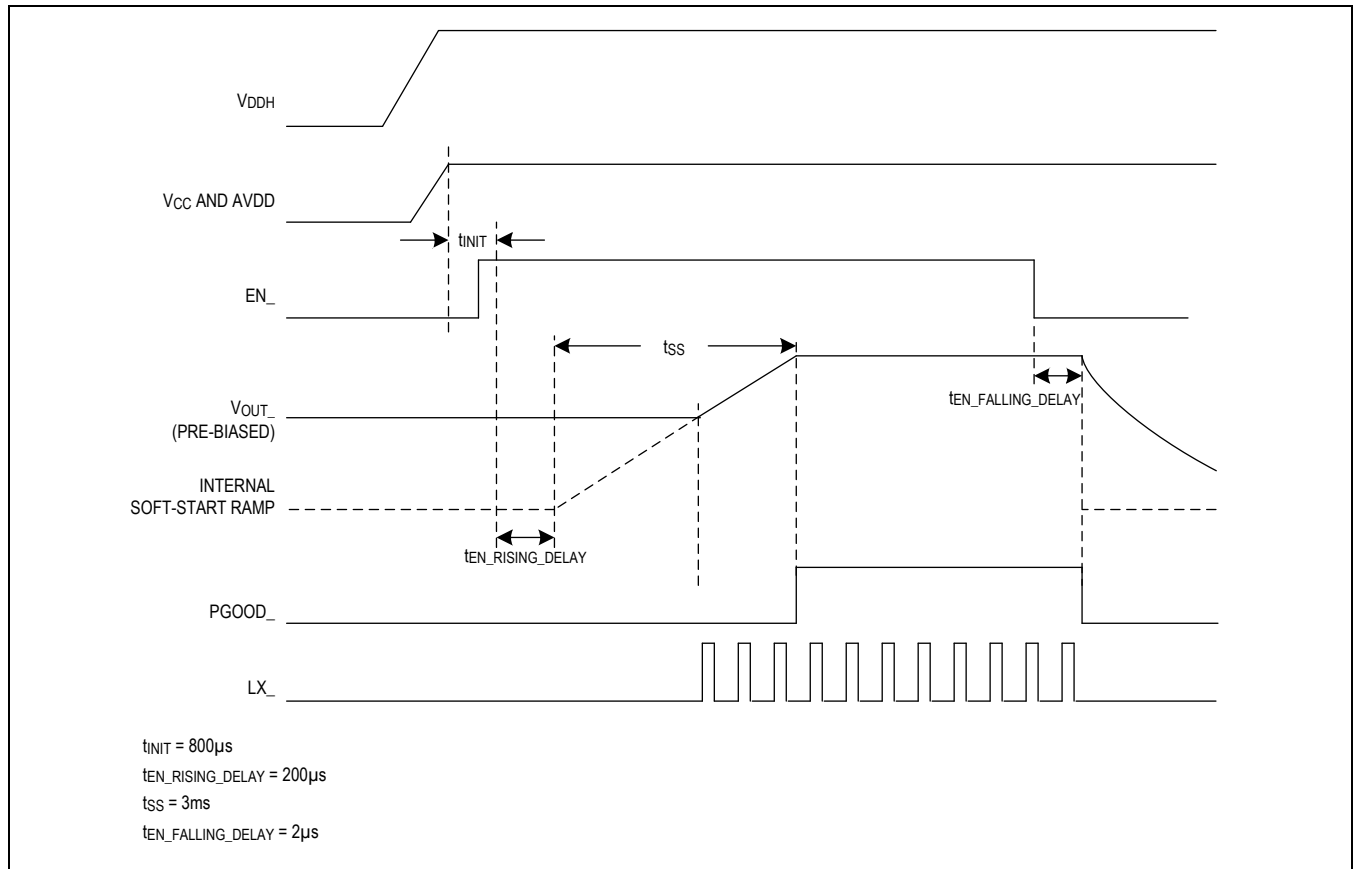 VDDH
VCC AND AVDD
tINIT
EN_
tSS
VOUT_
(PRE-BIASED)
tEN_FALLING_DELAY
INTERNAL
SOFT-START RAMP
tEN_RISING_DELAY
PGOOD_
LX_
tINIT = 800µs
tEN_RISING_DELAY = 200µs
tSS = 3ms
tEN_FALLING_DELAY = 2µs